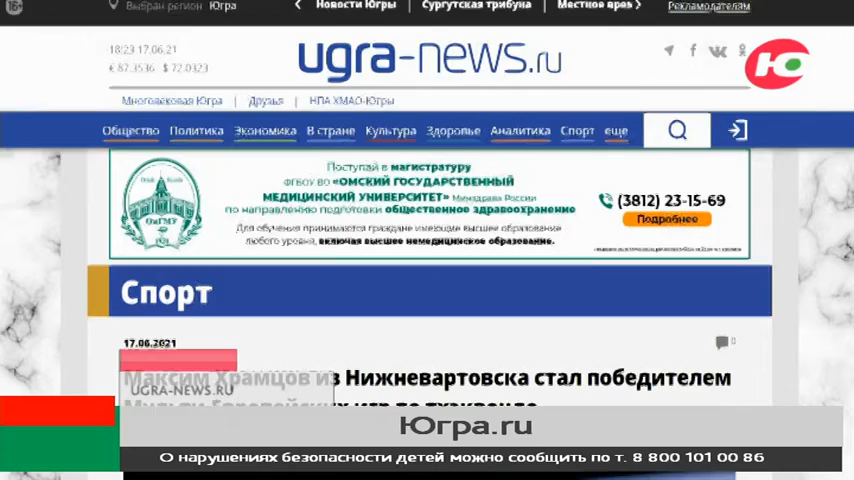 16+
Выбран регион Югра
Новости Югры
Сургутская трибуна
Местное врем
Рекламодателям
18:23 17.06.21
€ 87.3536 $ 72.0323
ugra-news.ru
Ю
Многовековая Югра | Друзья | НПА ХМАО-Югры
Общество Политика Экономика В стране Культура Здоровье Аналитика Спорт еще
Поступай в магистратуру
ФГБОУ ВО «ОМСКИЙ ГОСУДАРСТВЕННЫЙ
МЕДИЦИНСКИЙ УНИВЕРСИТЕТ» Минздрава России
по направлению подготовки общественное здравоохранение
Для обучения принимаются граждане имеющие высшее образование
любого уровня, включая высшее немедицинское образование.
ОмГМУ
(3812) 23-15-69
Подробнее
Спорт
17.06.2021
0
Максим Храмцов из Нижневартовска стал победителем
UGRA-NEWS.RU
Югра.ru
О нарушениях безопасности детей можно сообщить по т. 8 800 101 00 86